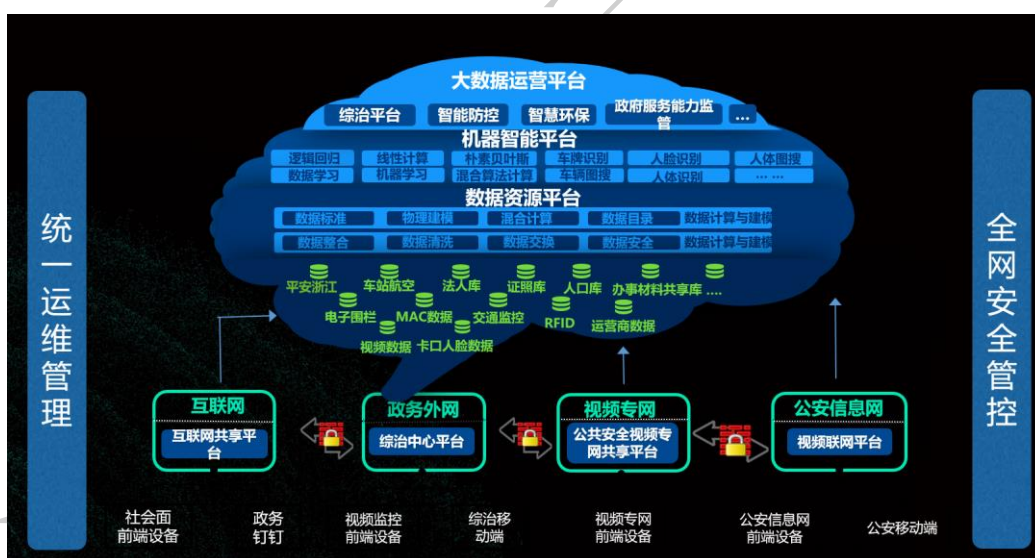 大数据运营平台
综治平台 智能防控 智慧环保 政府服务能力监管 ...
机器智能平台
逻辑回归 线性计算 朴素贝叶斯 车牌识别 人脸识别 人体图搜
数据学习 机器学习 混合算法计算 车辆图搜 人体识别 ... ...
数据资源平台
数据标准 物理建模 混合计算 数据目录 数据计算与建模
数据整合 数据清洗 数据交换 数据安全 数据计算与建模
平安浙江 车站航空 法人库 证照库 人口库 办事材料共享库 ....
电子围栏 MAC数据 交通监控 RFID 运营商数据
视频数据 卡口人脸数据
统一运维管理
全网安全管控
互联网 政务外网 视频专网 公安信息网
互联网共享平台 综治中心平台 公共安全视频专网共享平台 视频联网平台
社会面 政务 视频监控 综治移 视频专网 公安信息网 公安移动端
前端设备 钉钉 前端设备 动端 前端设备 前端设备